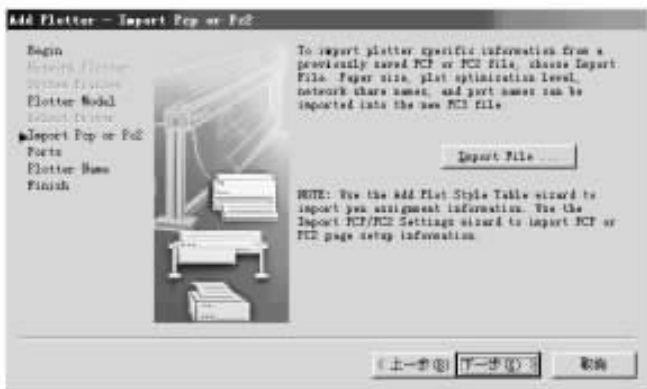 Add Plotter - Import Pcp or Pc2
Begin
Network Plotter
System Printer
Plotter Model
Select Driver
Import Pcp or Pc2
Ports
Plotter Name
Finish
To import plotter specific information from a
previously saved PCP or PC2 file, choose Import
File. Paper size, plot optimization level,
network share names, and port names can be
imported into the new PC3 file.
Import File ...
NOTE: Use the Add Plot Style Table wizard to
import pen assignment information. Use the
Import PCP/PC2 Settings wizard to import PCP or
PC2 page setup information.
<上一步(B)
下一步(N)>
取消